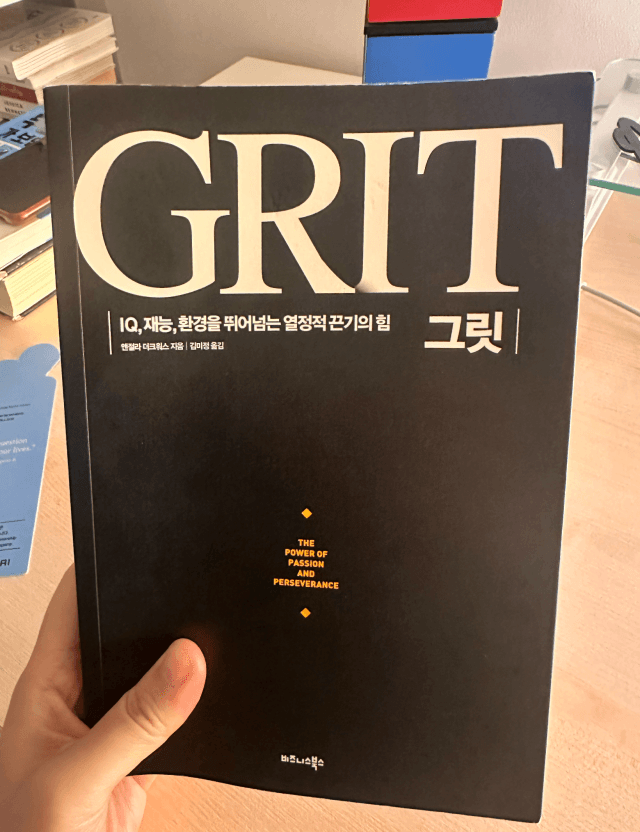 GRIT
IQ, 재능, 환경을 뛰어넘는 열정적 끈기의 힘
그릿
앤절라 더크워스 지음 | 김미정 옮김
THE
POWER OF
PASSION
AND
PERSEVERANCE
비즈니스북스